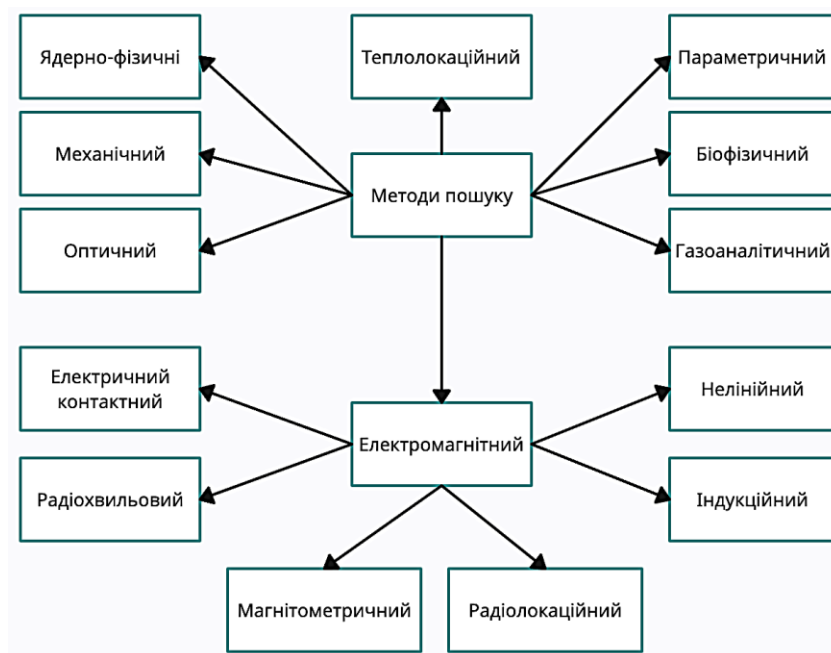 Ядерно-фізичні
Теплолокаційний
Параметричний
Механічний
Методи пошуку
Біофізичний
Оптичний
Газоаналітичний
Електричний
контактний
Електромагнітний
Нелінійний
Радіохвильовий
Індукційний
Магнітометричний
Радіолокаційний